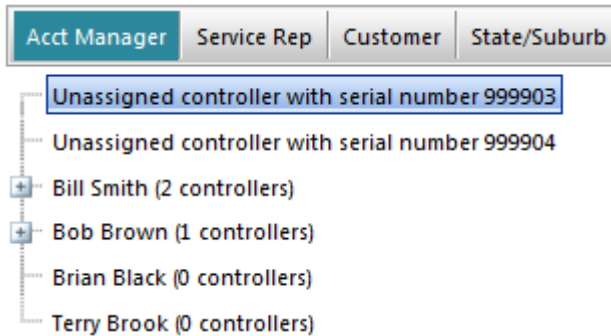 Acct Manager Service Rep Customer State/Suburb
Unassigned controller with serial number 999903
Unassigned controller with serial number 999904
Bill Smith (2 controllers)
Bob Brown (1 controllers)
Brian Black (0 controllers)
Terry Brook (0 controllers)